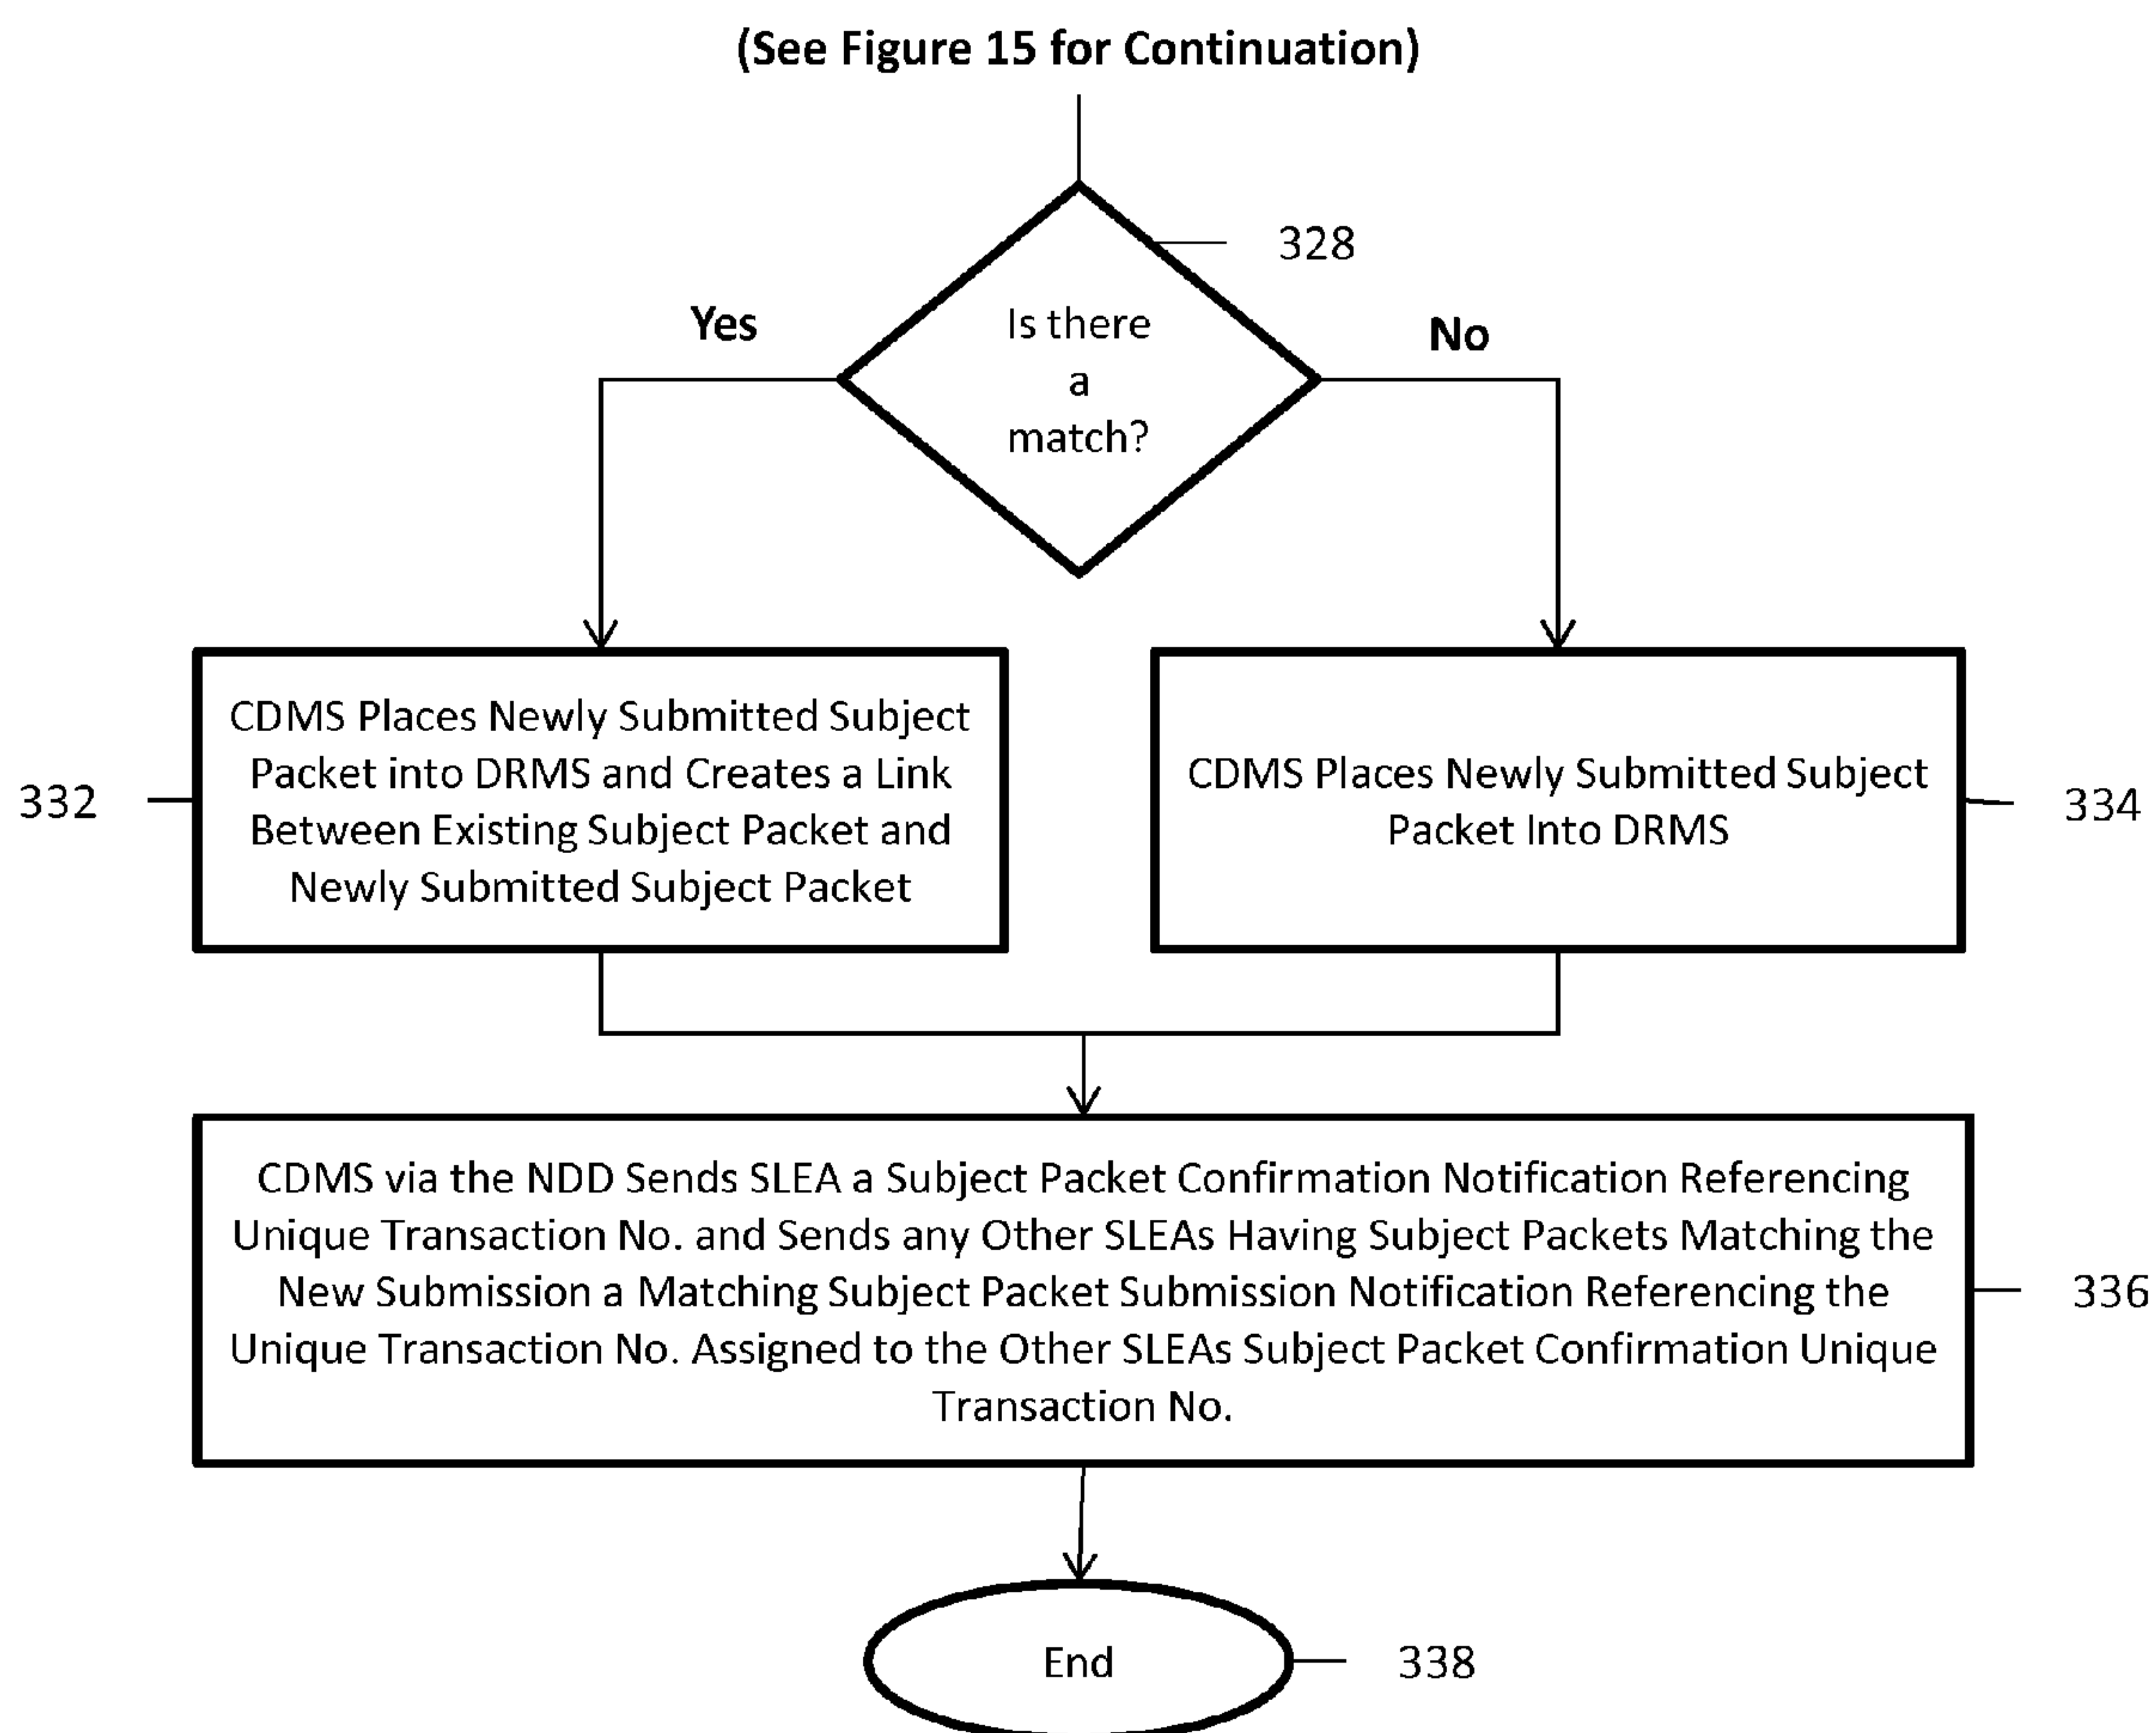 (See Figure 15 for Continuation)
328
Is there
a
match?
Yes
No
332
CDMS Places Newly Submitted Subject
Packet into DRMS and Creates a Link
Between Existing Subject Packet and
Newly Submitted Subject Packet
CDMS Places Newly Submitted Subject
Packet Into DRMS
334
CDMS via the NDD Sends SLEA a Subject Packet Confirmation Notification Referencing
Unique Transaction No. and Sends any Other SLEAs Having Subject Packets Matching the
New Submission a Matching Subject Packet Submission Notification Referencing the
Unique Transaction No. Assigned to the Other SLEAs Subject Packet Confirmation Unique
Transaction No.
336
End
338